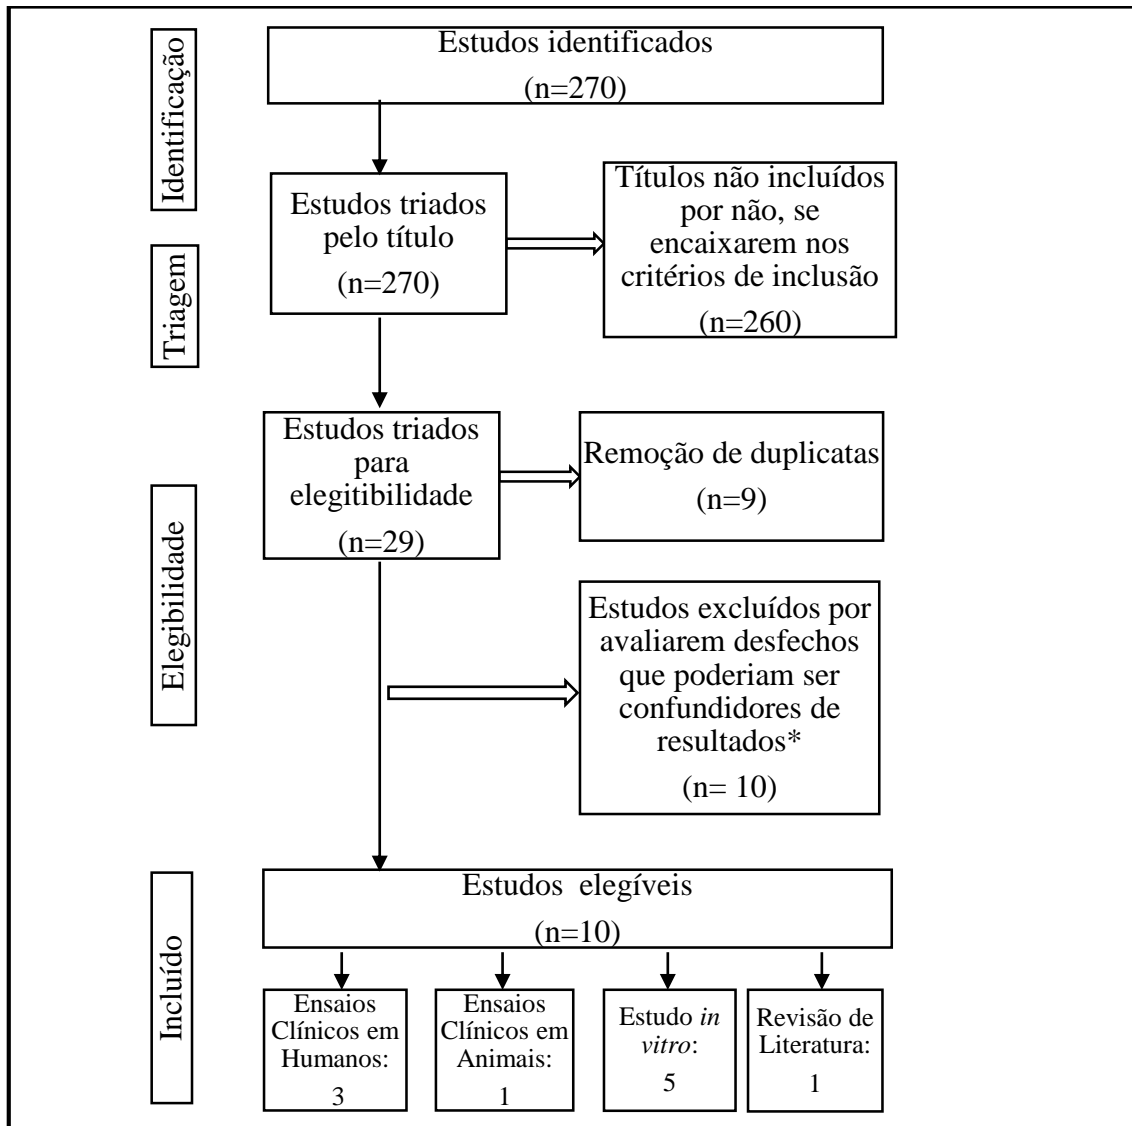 Identificação
Estudos identificados
(n=270)
Estudos triados
pelo título
(n=270)
Títulos não incluídos
por não, se
encaixarem nos
critérios de inclusão
(n=260)
Triagem
Estudos triados
para
elegitibilidade
(n=29)
Remoção de duplicatas
(n=9)
Elegibilidade
Estudos excluídos por
avaliarem desfechos
que poderiam ser
confundidores de
resultados*
(n= 10)
Incluído
Estudos elegíveis
(n=10)
Ensaios
Clínicos em
Humanos:
3
Ensaios
Clínicos em
Animais:
1
Estudo in
vitro:
5
Revisão de
Literatura:
1